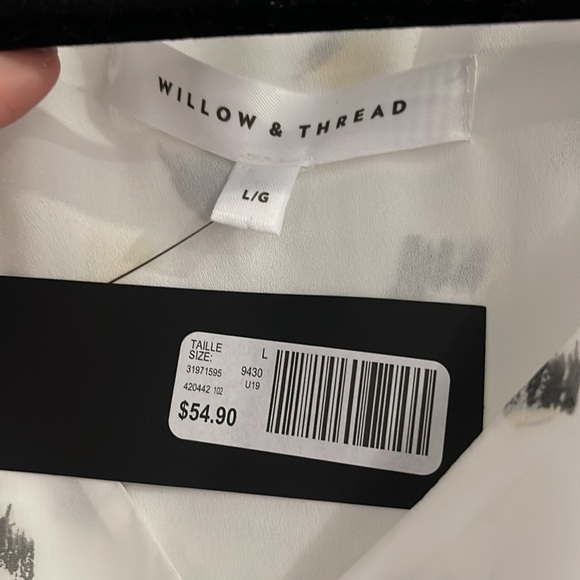 WILLOW & THREAD
L/G
TAILLE
SIZE: L
31971595 9430
420442 102 U19
$54.90